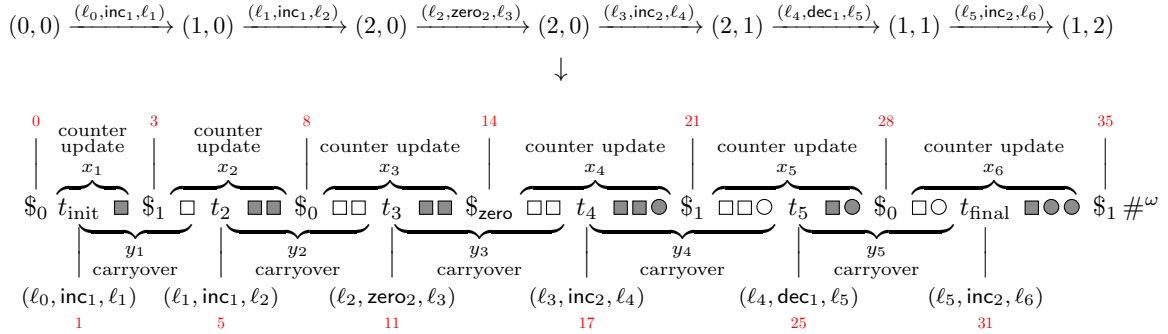 (0, 0) (ℓ₀,inc₁,ℓ₁) (1, 0) (ℓ₁,inc₁,ℓ₂) (2, 0) (ℓ₂,zero₂,ℓ₃) (2, 0) (ℓ₃,inc₂,ℓ₄) (2, 1) (ℓ₄,dec₁,ℓ₅) (1, 1) (ℓ₅,inc₂,ℓ₆) (1, 2)
0 3 8 14 21 28 35
counter update counter update counter update counter update counter update counter update
x₁ x₂ x₃ x₄ x₅ x₆
$₀ t_init $₁ t₂ $₀ t₃ $_zero t₄ $₁ t₅ $₀ t_final $₁ #^ω
y₁ y₂ y₃ y₄ y₅
carryover carryover carryover carryover carryover
(ℓ₀, inc₁, ℓ₁) (ℓ₁, inc₁, ℓ₂) (ℓ₂, zero₂, ℓ₃) (ℓ₃, inc₂, ℓ₄) (ℓ₄, dec₁, ℓ₅) (ℓ₅, inc₂, ℓ₆)
1 5 11 17 25 31